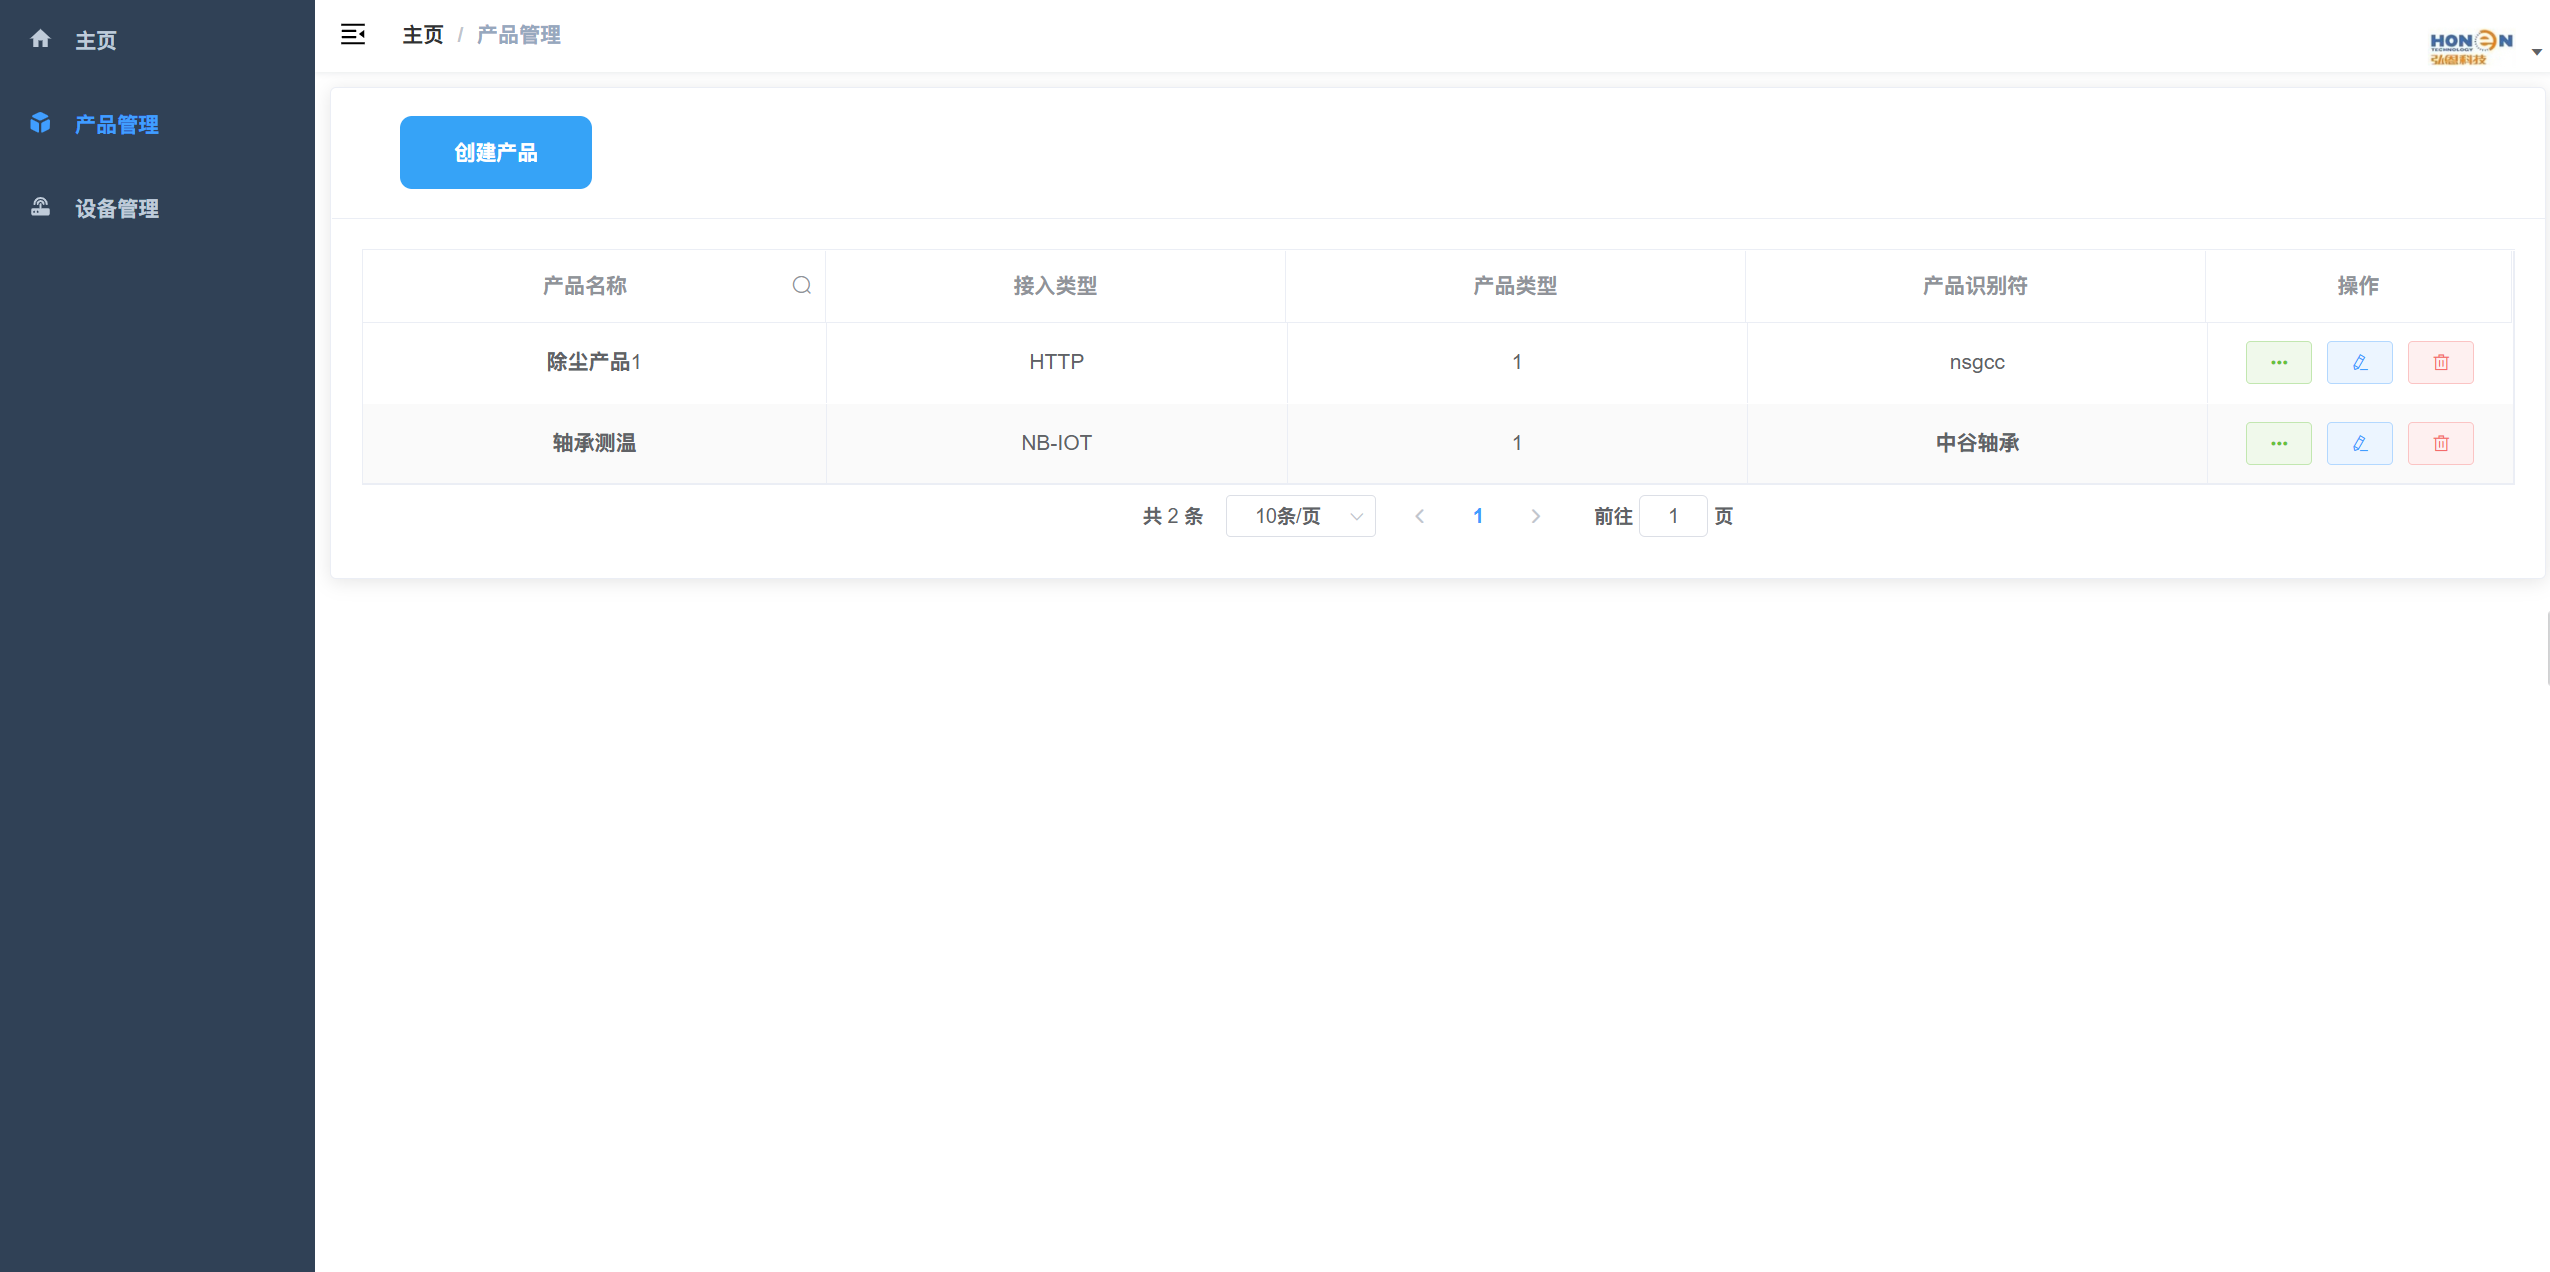 主页
产品管理
设备管理
主页 / 产品管理
HONEN
TECHNOLOGY
弘恩科技
创建产品
产品名称 接入类型 产品类型 产品识别符 操作
除尘产品1 HTTP 1 nsgcc
轴承测温 NB-IOT 1 中谷轴承
共 2 条 10条/页 1 前往 1 页